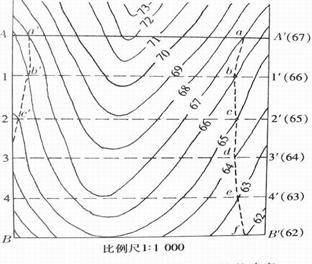 73
72
71
70
69
68
67
66
65
64
63
62
A a a A′(67)
1 b′ b 1′(66)
2 c′ c 2′(65)
3 d 3′(64)
4 e 4′(63)
B f B′(62)
比例尺1:1 000